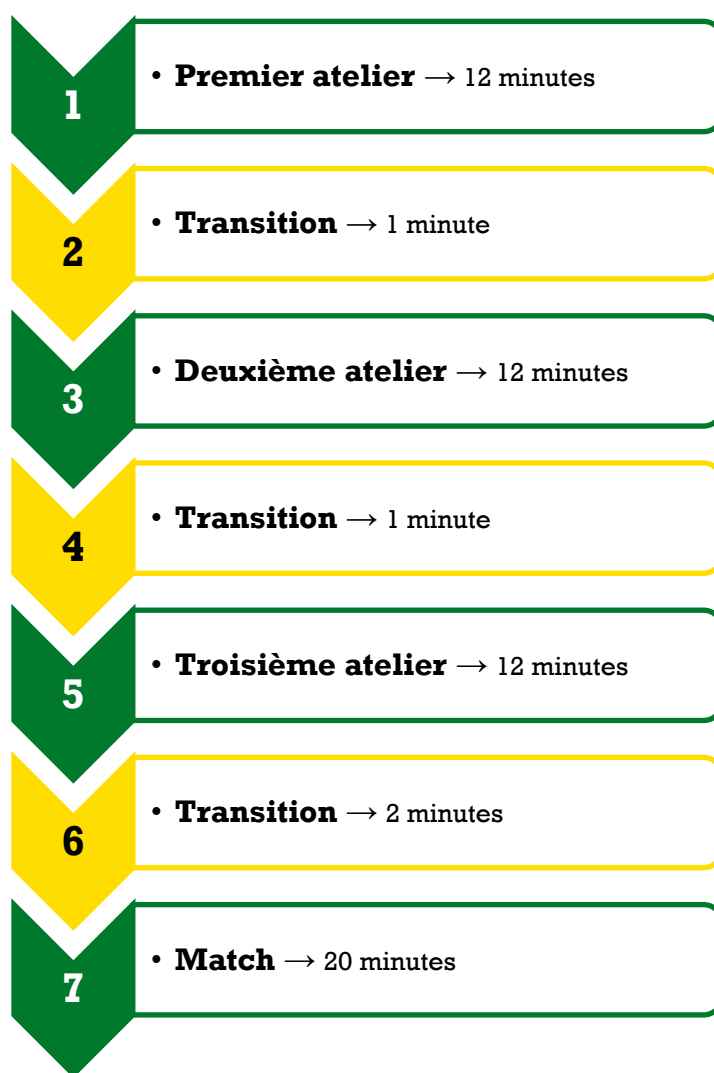 1
• Premier atelier → 12 minutes
2
• Transition → 1 minute
3
• Deuxième atelier → 12 minutes
4
• Transition → 1 minute
5
• Troisième atelier → 12 minutes
6
• Transition → 2 minutes
7
• Match → 20 minutes